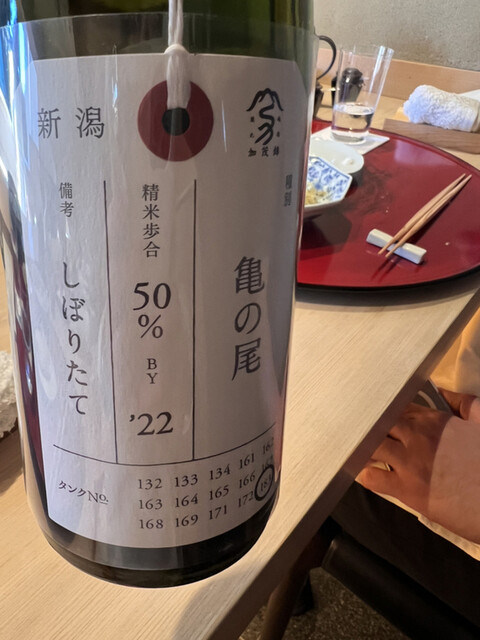 新潟
加茂錦
種別
亀の尾
精米歩合
50%
BY
'22
備考
しぼりたて
タンクNo.
132 133 134 161 162
163 164 165 166
168 169 171 172